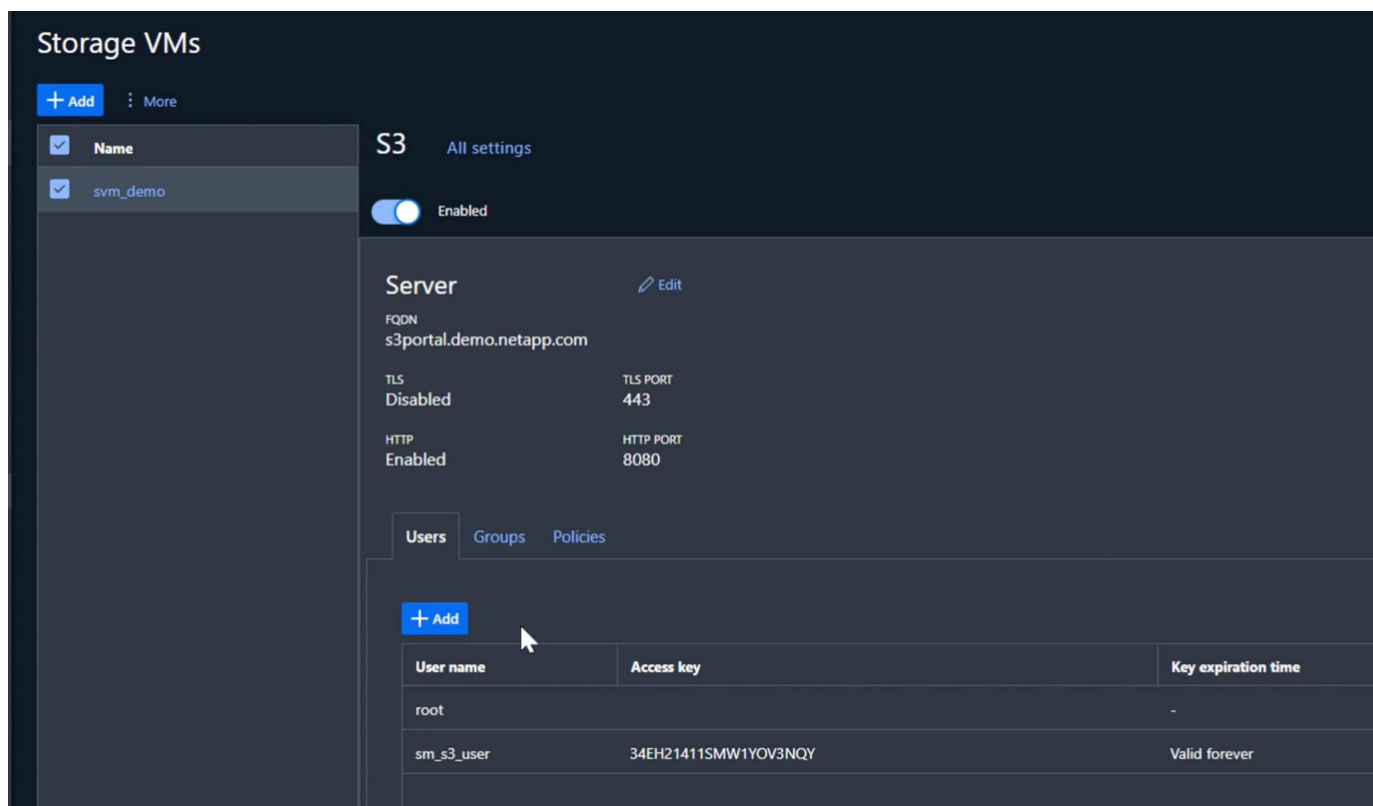 Storage VMs
+ Add ⋮ More
Name
svm_demo
S3 All settings
Enabled
Server Edit
FQDN
s3portal.demo.netapp.com
TLS TLS PORT
Disabled 443
HTTP HTTP PORT
Enabled 8080
Users Groups Policies
+ Add
User name Access key Key expiration time
root -
sm_s3_user 34EH21411SMW1YOV3NQY Valid forever